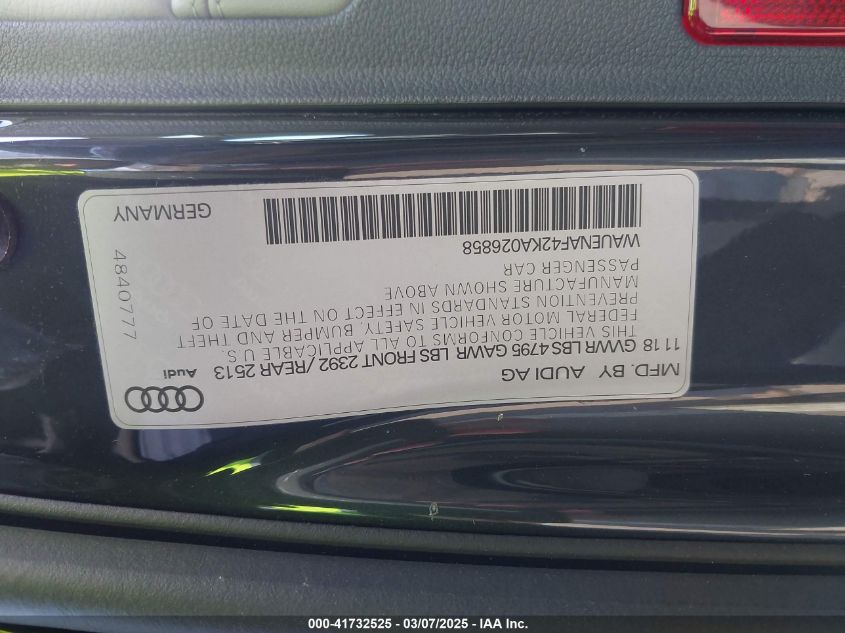 MFD. BY AUDI AG
Audi
11 18 GVWR LBS 4795 GAWR LBS FRONT 2392 / REAR 2513
THIS VEHICLE CONFORMS TO ALL APPLICABLE U.S.
FEDERAL MOTOR VEHICLE SAFETY, BUMPER AND THEFT
PREVENTION STANDARDS IN EFFECT ON THE DATE OF
MANUFACTURE SHOWN ABOVE
PASSENGER CAR
WAUENAF42KA026858
4840777
GERMANY
000-41732525 - 03/07/2025 - IAA Inc.